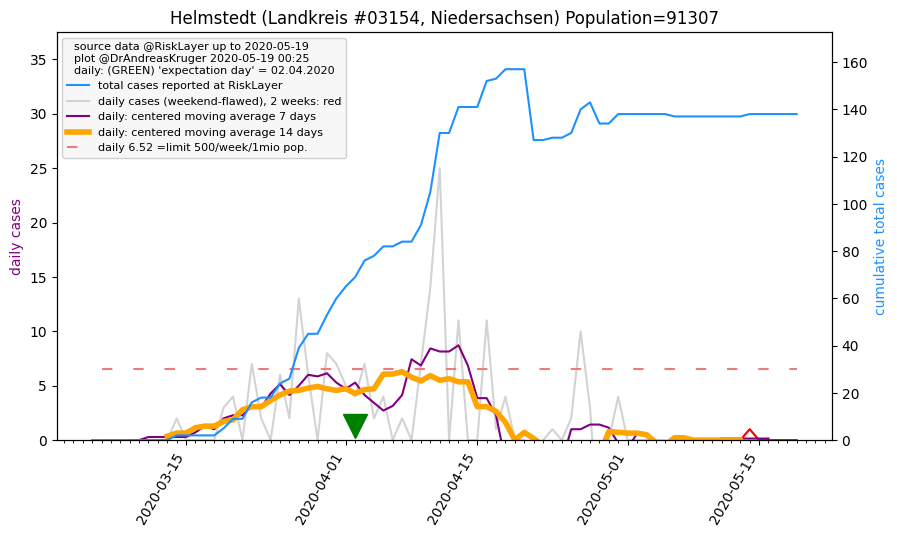 Helmstedt (Landkreis #03154, Niedersachsen) Population=91307
source data @RiskLayer up to 2020-05-19
plot @DrAndreasKruger 2020-05-19 00:25
daily: (GREEN) 'expectation day' = 02.04.2020
total cases reported at RiskLayer
daily cases (weekend-flawed), 2 weeks: red
daily: centered moving average 7 days
daily: centered moving average 14 days
daily 6.52 =limit 500/week/1mio pop.
daily cases
35
30
25
20
15
10
5
0
cumulative total cases
160
140
120
100
80
60
40
20
0
2020-03-15
2020-04-01
2020-04-15
2020-05-01
2020-05-15